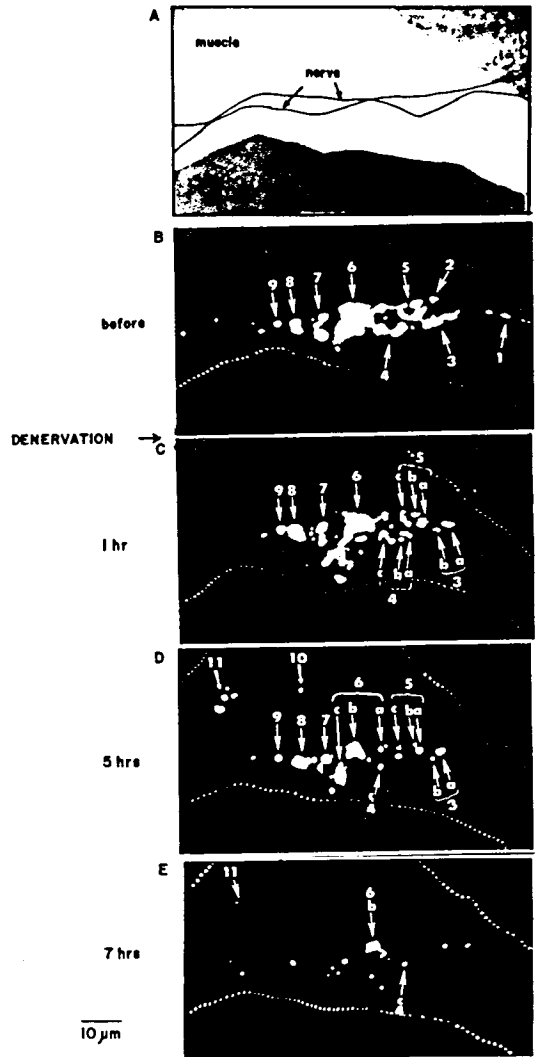 A
muscle
nerve
B
before
9 8 7 6 5 2
4 3 1
DENERVATION →
C
1 hr
5
9 8 7 6 c b a
c b a b a
4 3
D
5 hrs
11 10
6 5
9 8 7 c b a c b a
c b a
4 3
E
7 hrs
11
6
b
c
4
10 μm